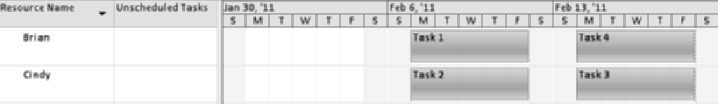 Resource Name Unscheduled Tasks Jan 30, '11 Feb 6, '11 Feb 13, '11
S M T W T F S S M T W T F S S M T W T F S
Brian Task 1 Task 4
Cindy Task 2 Task 3